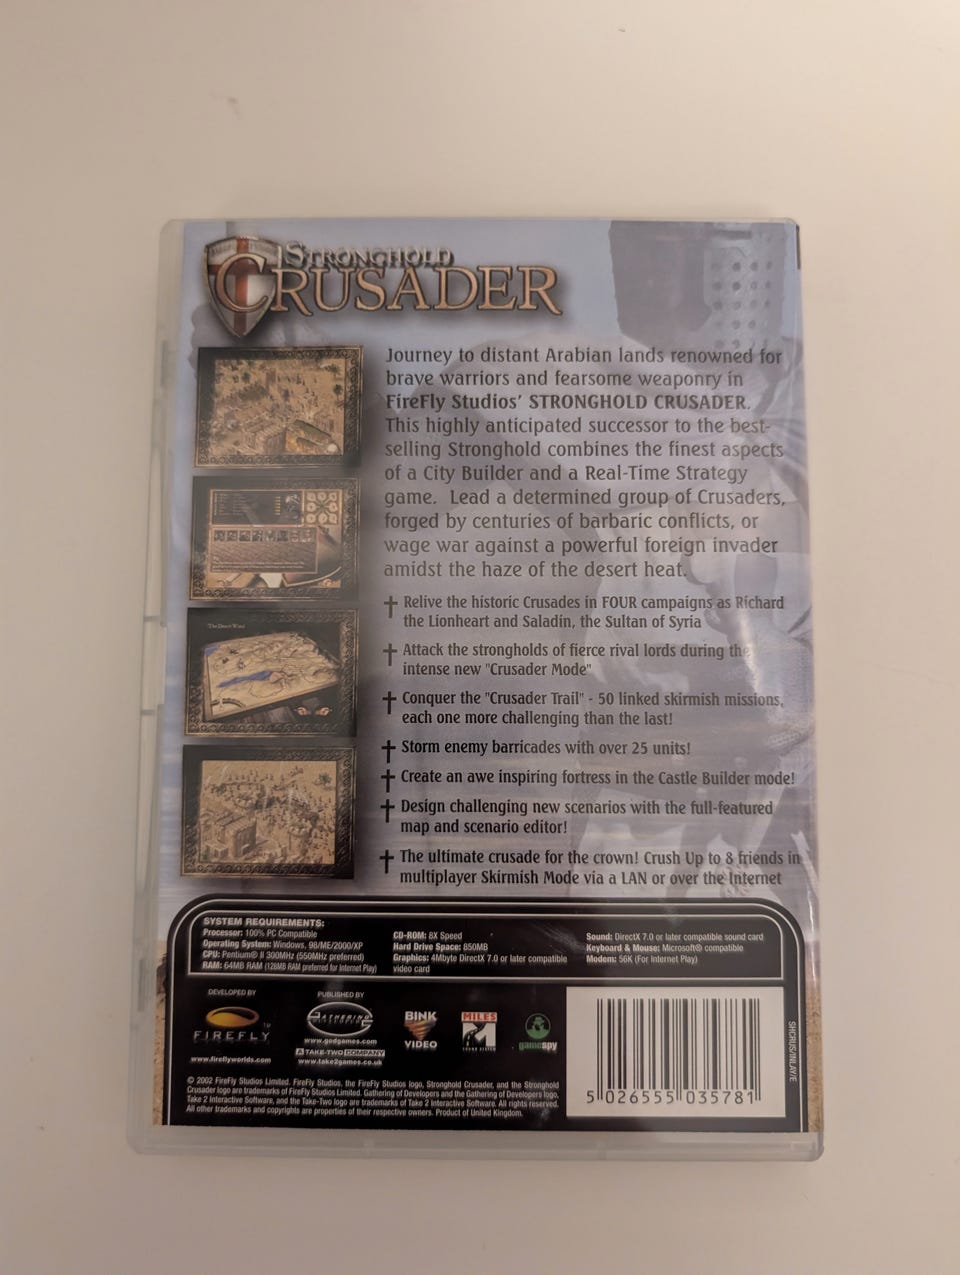 STRONGHOLD
CRUSADER
Journey to distant Arabian lands renowned for
brave warriors and fearsome weaponry in
FireFly Studios' STRONGHOLD CRUSADER.
This highly anticipated successor to the best-
selling Stronghold combines the finest aspects
of a City Builder and a Real-Time Strategy
game. Lead a determined group of Crusaders,
forged by centuries of barbaric conflicts, or
wage war against a powerful foreign invader
amidst the haze of the desert heat.
Relive the historic Crusades in FOUR campaigns as Richard
the Lionheart and Saladin, the Sultan of Syria
Attack the strongholds of fierce rival lords during the
intense new "Crusader Mode"
Conquer the "Crusader Trail" - 50 linked skirmish missions,
each one more challenging than the last!
Storm enemy barricades with over 25 units!
Create an awe inspiring fortress in the Castle Builder mode!
Design challenging new scenarios with the full-featured
map and scenario editor!
The ultimate crusade for the crown! Crush Up to 8 friends in
multiplayer Skirmish Mode via a LAN or over the Internet
SYSTEM REQUIREMENTS:
Processor: 100% PC Compatible
Operating System: Windows, 98/ME/2000/XP
CPU: Pentium® II 300MHz (550MHz preferred)
RAM: 64MB RAM (128MB RAM preferred for Internet Play)
CD-ROM: 8X Speed
Hard Drive Space: 850MB
Graphics: 4Mbyte DirectX 7.0 or later compatible
video card
Sound: DirectX 7.0 or later compatible sound card
Keyboard & Mouse: Microsoft® compatible
Modem: 56K (For Internet Play)
DEVELOPED BY
FIREFLY™
www.fireflyworlds.com
PUBLISHED BY
GATHERING
www.godgames.com
A TAKE-TWO COMPANY
www.take2games.co.uk
BINK
VIDEO
MILES
SOUND SYSTEM
gamespy
© 2002 FireFly Studios Limited. FireFly Studios, the FireFly Studios logo, Stronghold Crusader, and the Stronghold
Crusader logo are trademarks of FireFly Studios Limited. Gathering of Developers and the Gathering of Developers logo,
Take 2 Interactive Software, and the Take-Two logo are trademarks of Take 2 Interactive Software. All rights reserved.
All other trademarks and copyrights are properties of their respective owners. Product of United Kingdom.
5 026555 035781
SHCRUS/INLAY/E